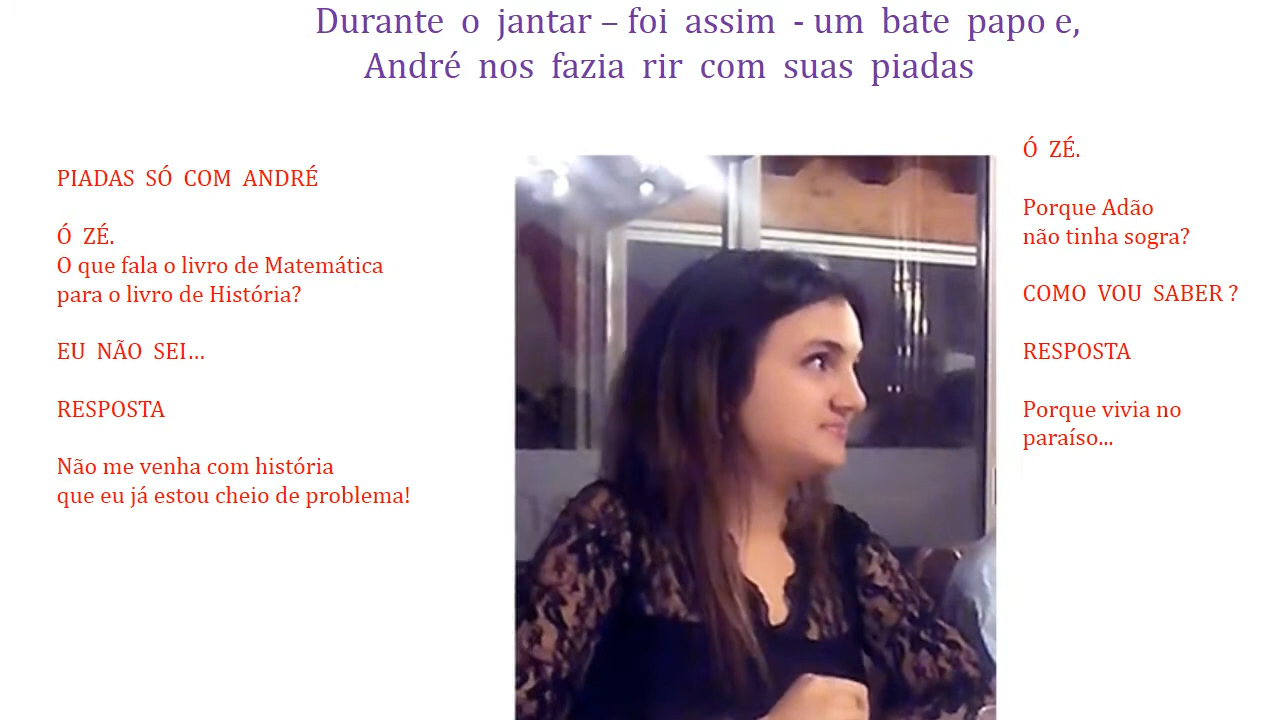 Durante o jantar – foi assim - um bate papo e,
André nos fazia rir com suas piadas
PIADAS SÓ COM ANDRÉ
Ó ZÉ.
O que fala o livro de Matemática
para o livro de História?
EU NÃO SEI...
RESPOSTA
Não me venha com história
que eu já estou cheio de problema!
Ó ZÉ.
Porque Adão
não tinha sogra?
COMO VOU SABER ?
RESPOSTA
Porque vivia no
paraíso...